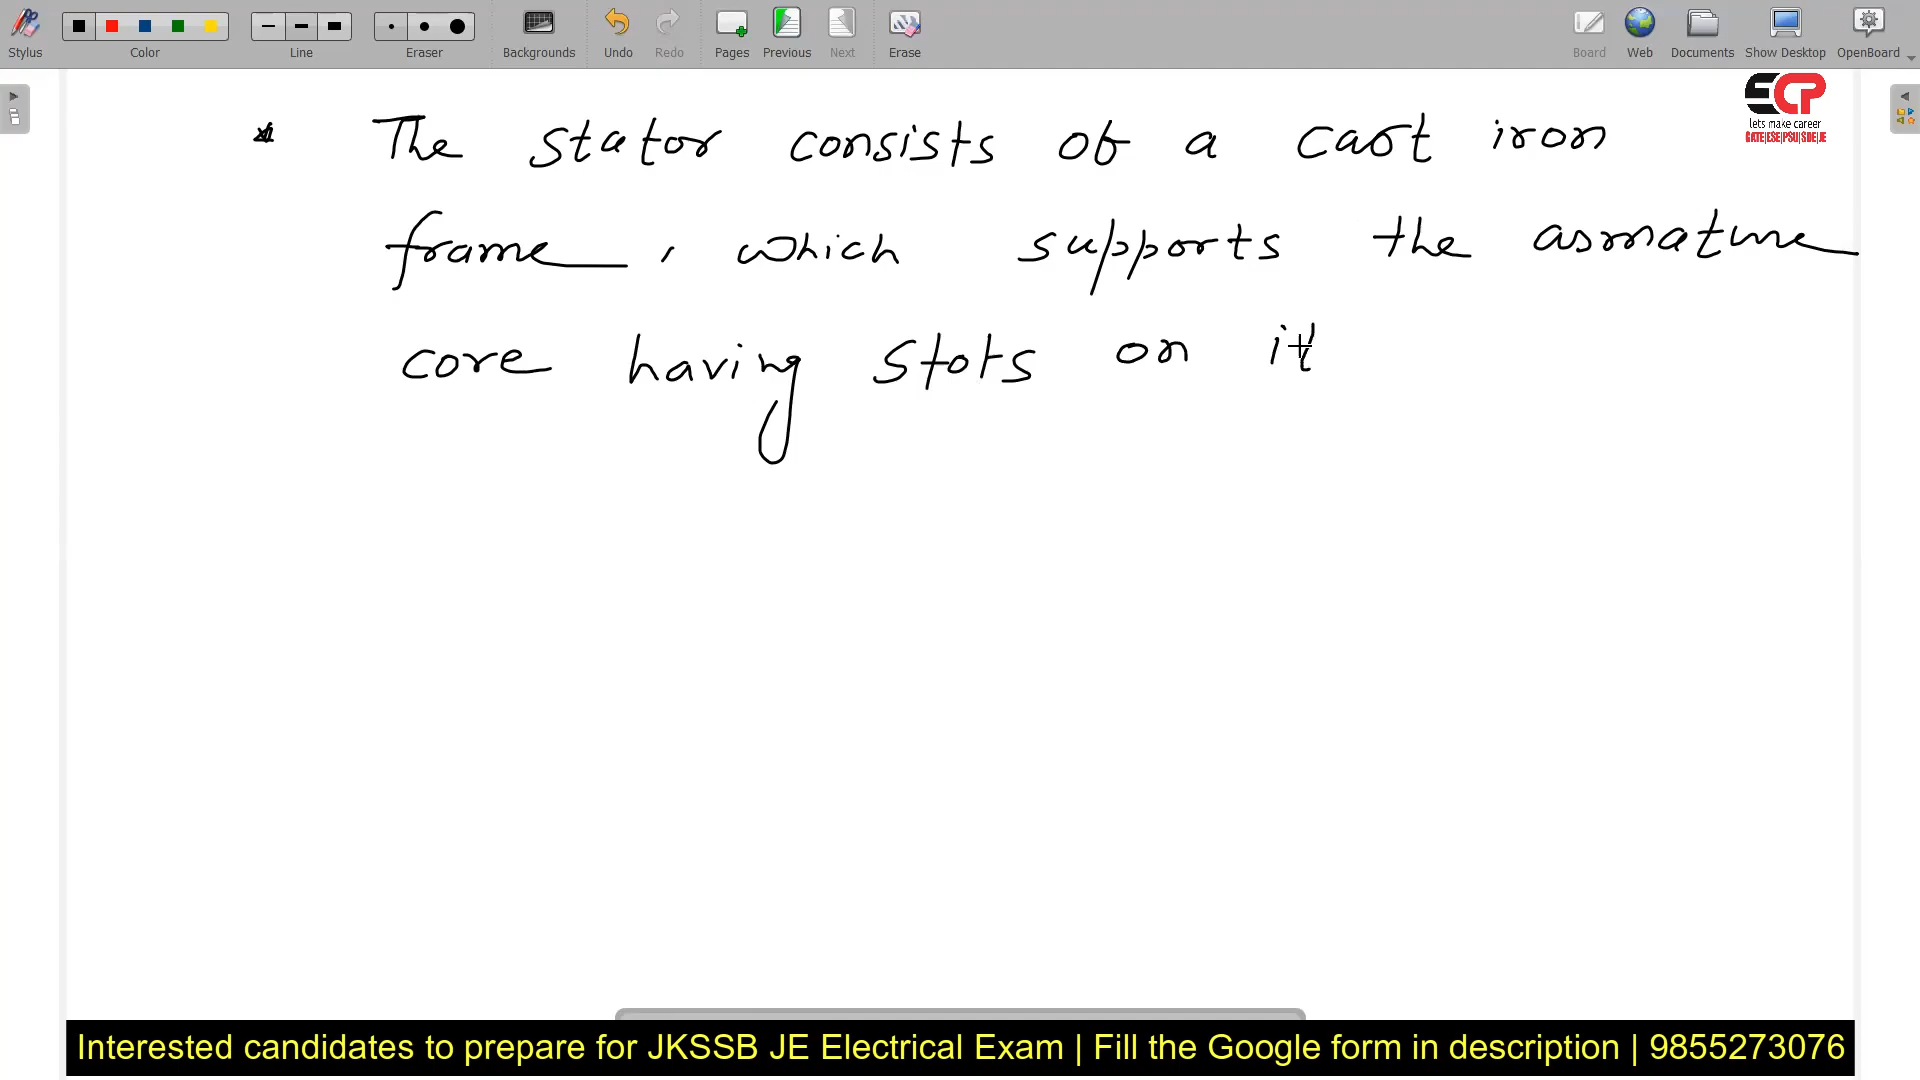 Stylus Color Line Eraser Backgrounds Undo Redo Pages Previous Next Erase Board Web Documents Show Desktop OpenBoard
ECP
lets make career
GATE|ESE|PSU|SDE|JE
* The stator consists of a cast iron
frame, which supports the armature
core having slots on it
Interested candidates to prepare for JKSSB JE Electrical Exam | Fill the Google form in description | 9855273076